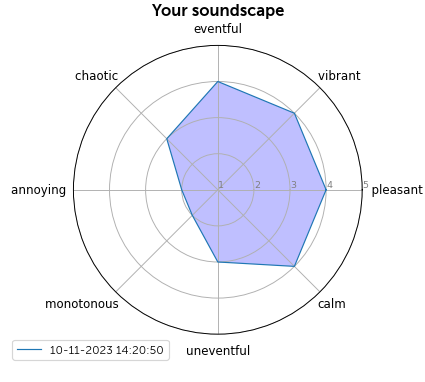 Your soundscape
eventful
chaotic
vibrant
annoying
1
2
3
4
5
pleasant
monotonous
calm
10-11-2023 14:20:50
uneventful